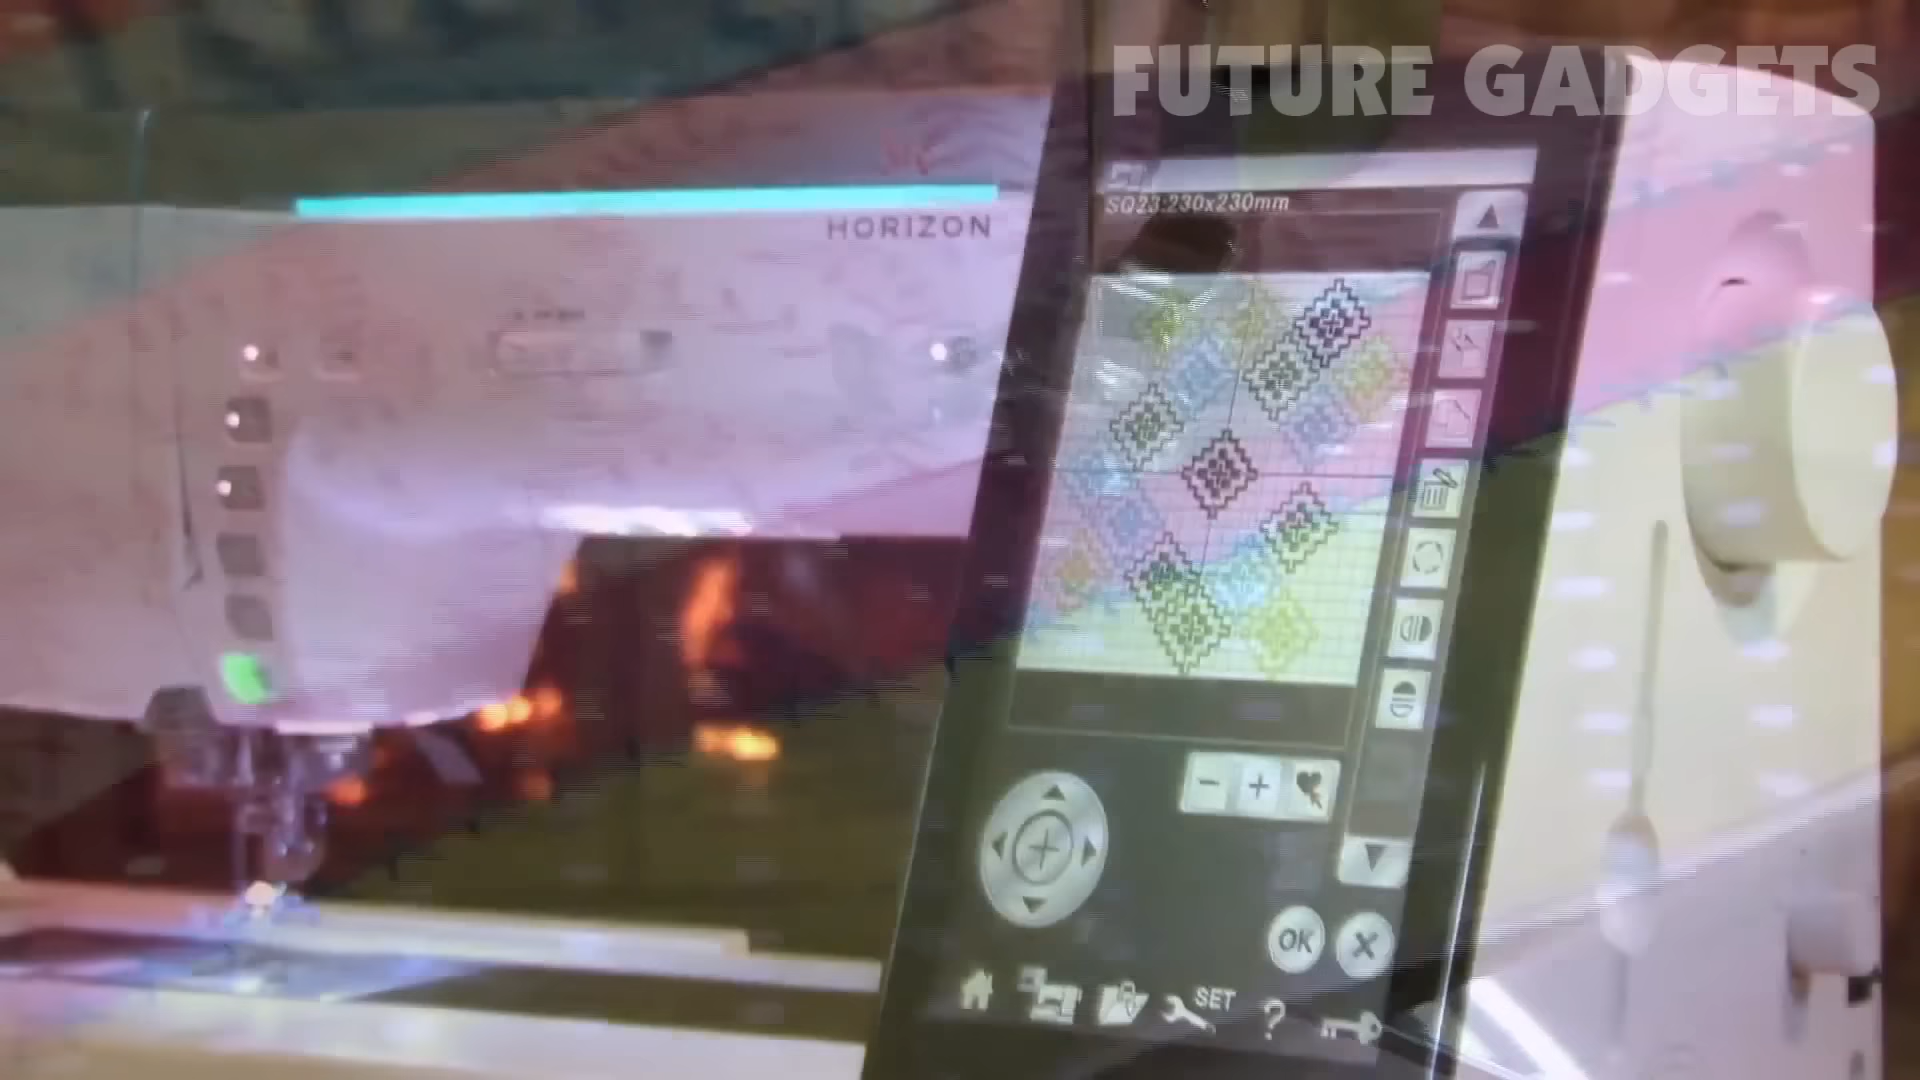 FUTURE GADGETS
SQ23:230x230mm
HORIZON
OK
SET